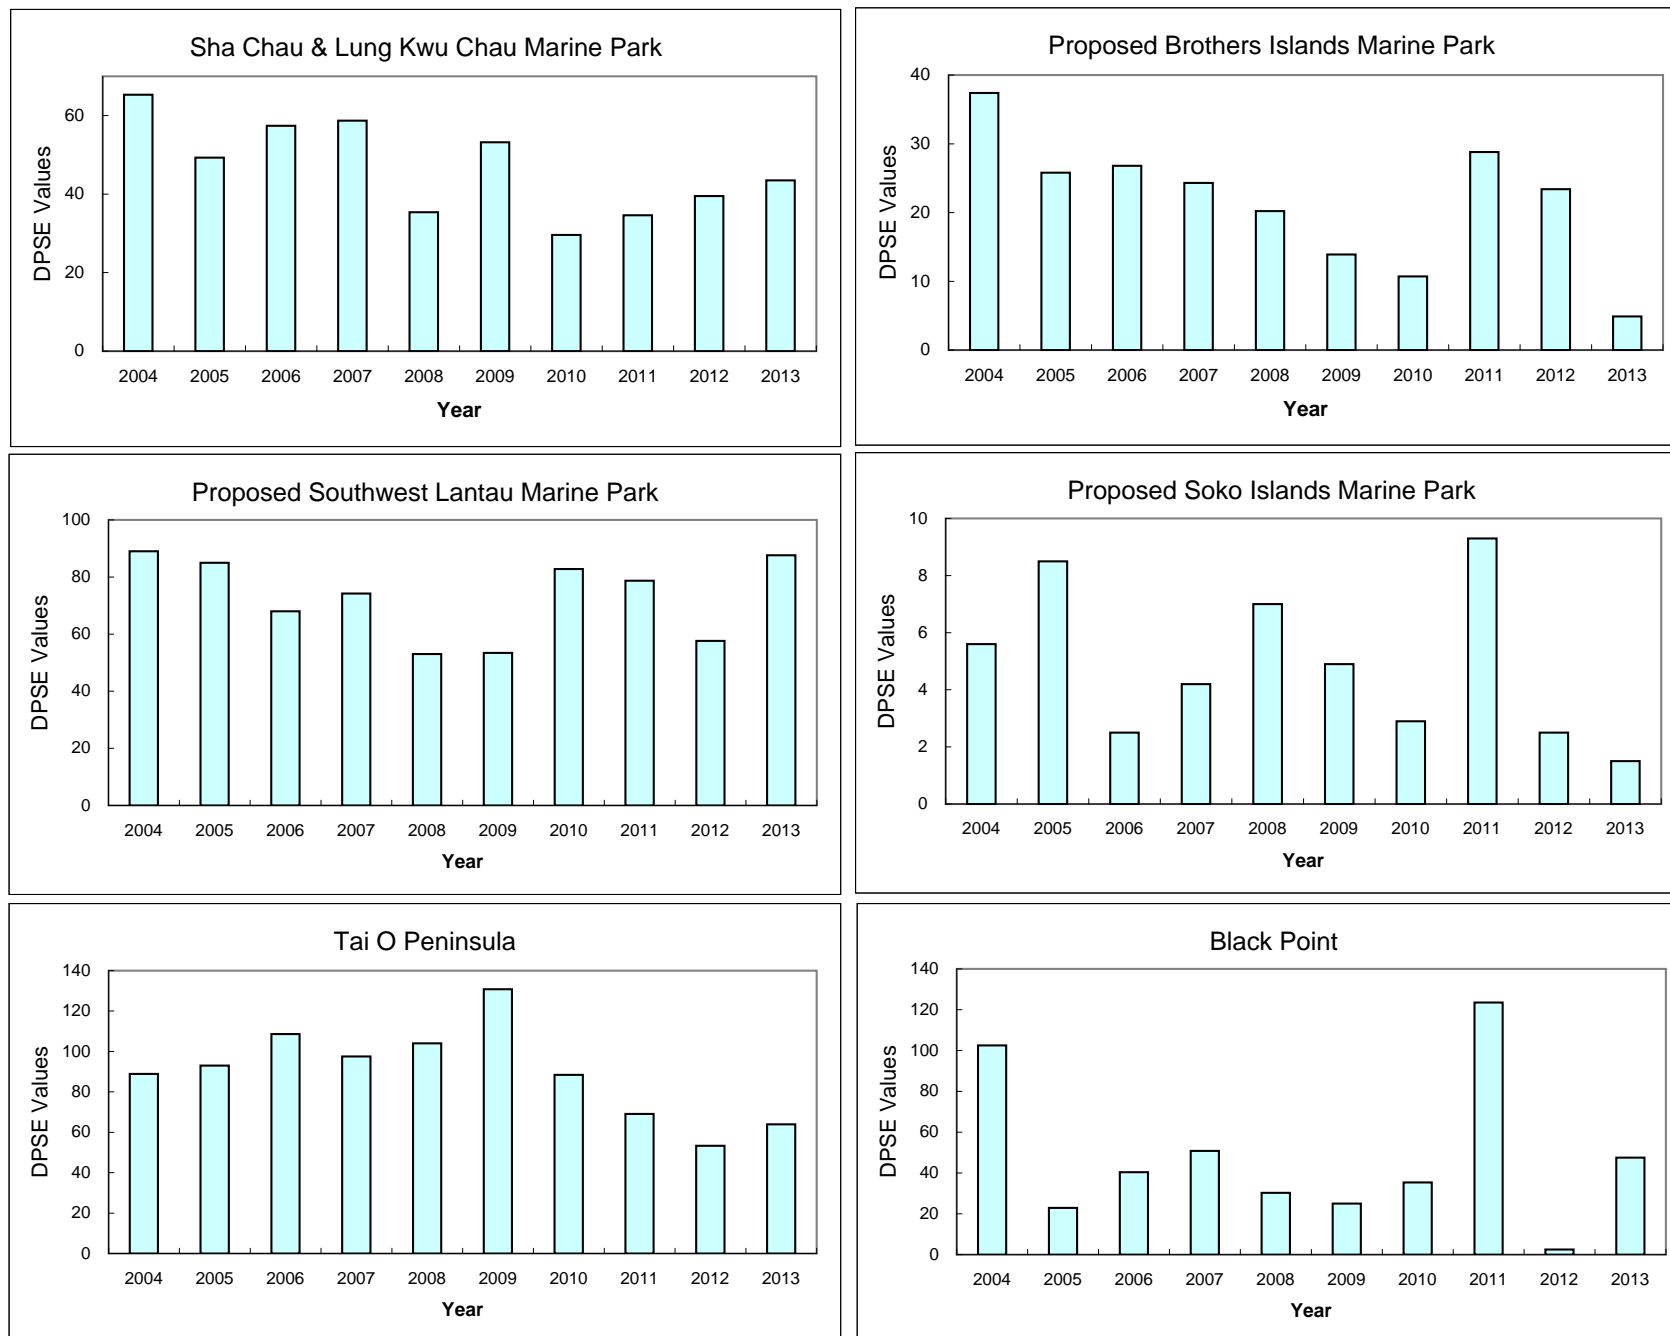 Sha Chau & Lung Kwu Chau Marine Park
DPSE Values
60
40
20
0
2004 2005 2006 2007 2008 2009 2010 2011 2012 2013
Year
Proposed Brothers Islands Marine Park
DPSE Values
40
30
20
10
0
2004 2005 2006 2007 2008 2009 2010 2011 2012 2013
Year
Proposed Southwest Lantau Marine Park
DPSE Values
100
80
60
40
20
0
2004 2005 2006 2007 2008 2009 2010 2011 2012 2013
Year
Proposed Soko Islands Marine Park
DPSE Values
10
8
6
4
2
0
2004 2005 2006 2007 2008 2009 2010 2011 2012 2013
Year
Tai O Peninsula
DPSE Values
140
120
100
80
60
40
20
0
2004 2005 2006 2007 2008 2009 2010 2011 2012 2013
Year
Black Point
DPSE Values
140
120
100
80
60
40
20
0
2004 2005 2006 2007 2008 2009 2010 2011 2012 2013
Year